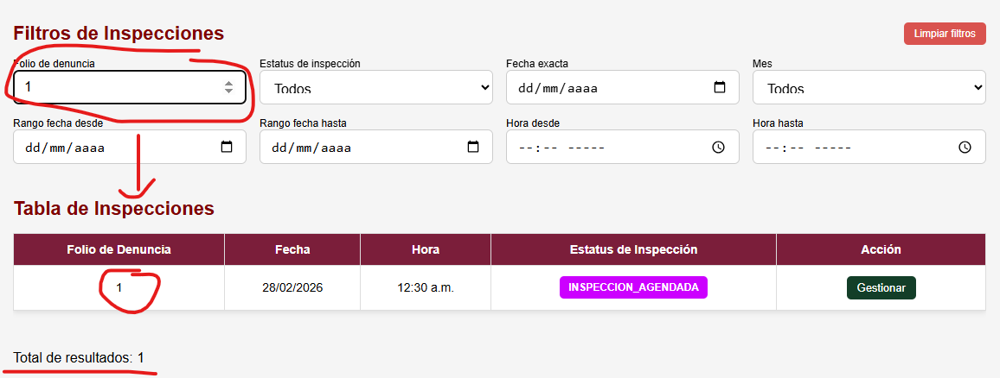 Filtros de Inspecciones
Limpiar filtros
Folio de denuncia
Estatus de inspección
Fecha exacta
Mes
1
Todos
dd/mm/aaaa
Todos
Rango fecha desde
Rango fecha hasta
Hora desde
Hora hasta
dd/mm/aaaa
dd/mm/aaaa
--:-- -----
--:-- -----
Tabla de Inspecciones
Folio de Denuncia
Fecha
Hora
Estatus de Inspección
Acción
1
28/02/2026
12:30 a.m.
INSPECCION_AGENDADA
Gestionar
Total de resultados: 1